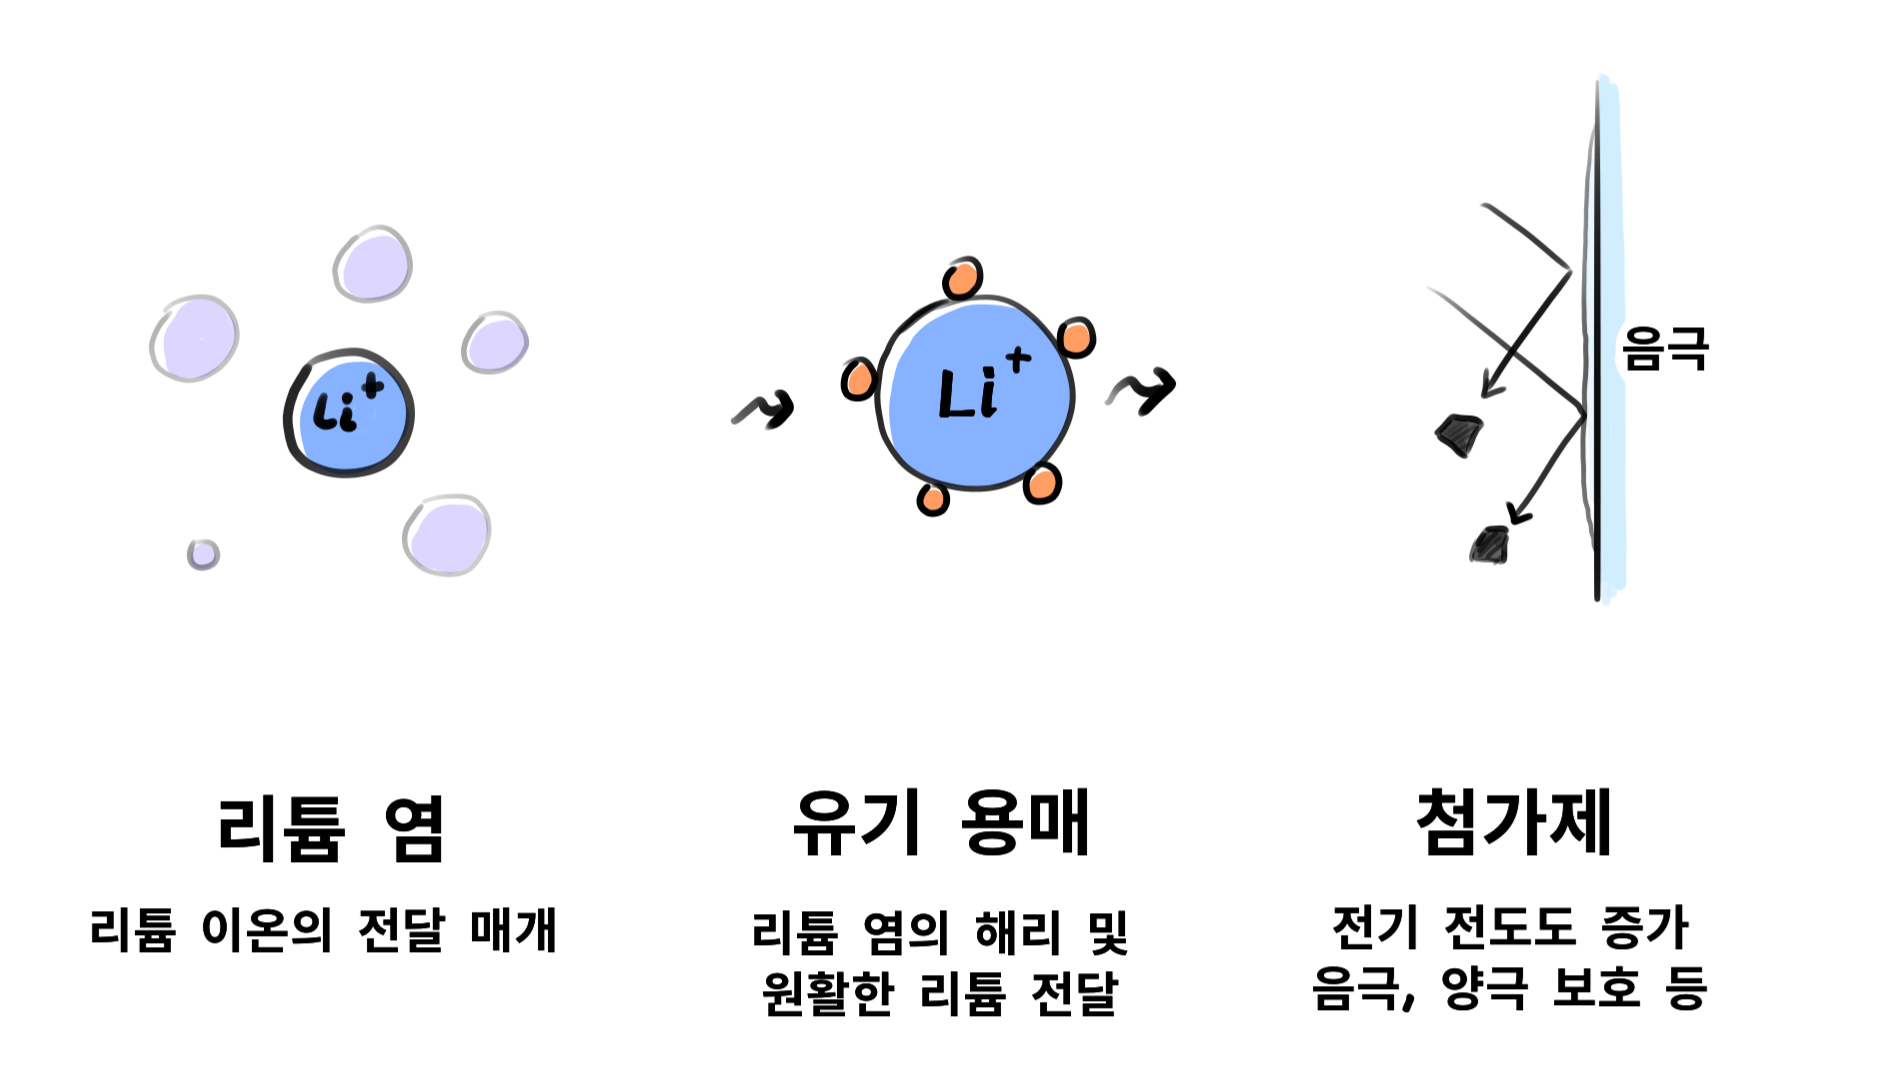 Li+
Li+
음극
리튬 염
리튬 이온의 전달 매개
유기 용매
리튬 염의 해리 및
원활한 리튬 전달
첨가제
전기 전도도 증가
음극, 양극 보호 등